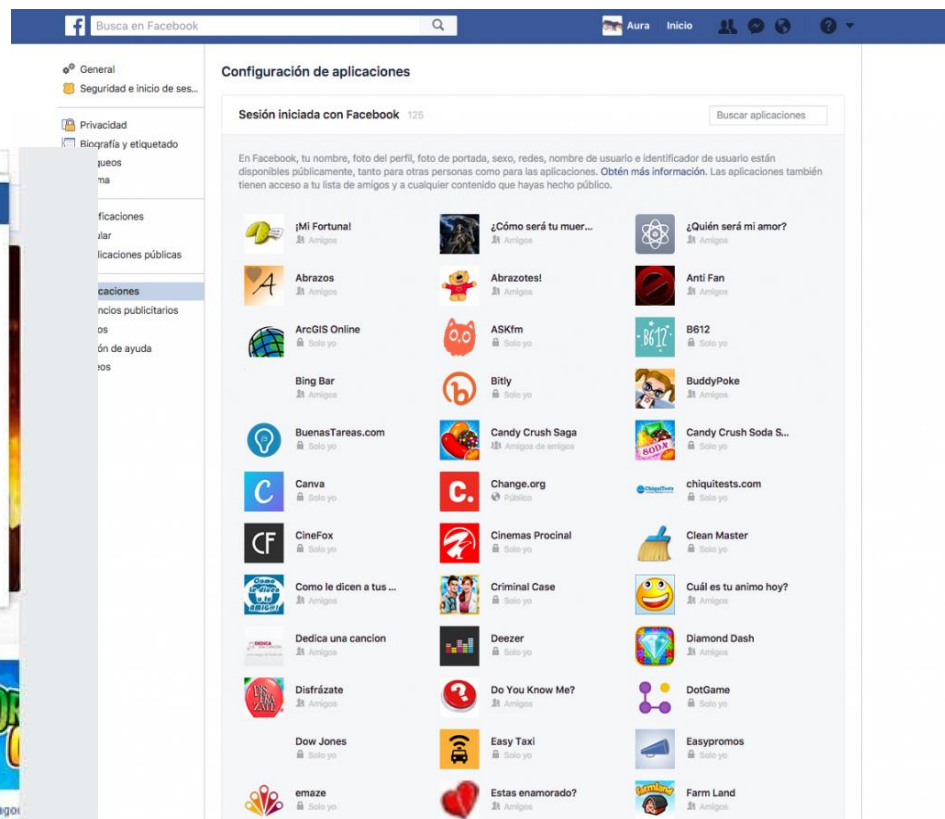 Busca en Facebook
Aura Inicio
General
Seguridad e inicio de ses...
Privacidad
Biografía y etiquetado
queos
ma
ficaciones
ular
licaciones públicas
caciones
ncios publicitarios
os
ón de ayuda
eos
Configuración de aplicaciones
Sesión iniciada con Facebook 125
Buscar aplicaciones
En Facebook, tu nombre, foto del perfil, foto de portada, sexo, redes, nombre de usuario e identificador de usuario están
disponibles públicamente, tanto para otras personas como para las aplicaciones. Obtén más información. Las aplicaciones también
tienen acceso a tu lista de amigos y a cualquier contenido que hayas hecho público.
¡Mi Fortuna! ¿Cómo será tu muer... ¿Quién será mi amor?
Amigos Amigos Amigos
Abrazos Abrazotes! Anti Fan
Amigos Amigos Amigos
ArcGIS Online ASKfm B612
Solo yo Solo yo Solo yo
Bing Bar Bitly BuddyPoke
Amigos Solo yo Amigos
BuenasTareas.com Candy Crush Saga Candy Crush Soda S...
Solo yo Amigos de amigos Solo yo
Canva Change.org chiquitests.com
Solo yo Público Solo yo
CineFox Cinemas Procinal Clean Master
Solo yo Solo yo Solo yo
Como le dicen a tus ... Criminal Case Cuál es tu animo hoy?
Amigos Solo yo Amigos
Dedica una cancion Deezer Diamond Dash
Amigos Solo yo Amigos
Disfrázate Do You Know Me? DotGame
Amigos Amigos Solo yo
Dow Jones Easy Taxi Easypromos
Solo yo Solo yo Solo yo
emaze Estas enamorado? Farm Land
Solo yo Amigos Amigos